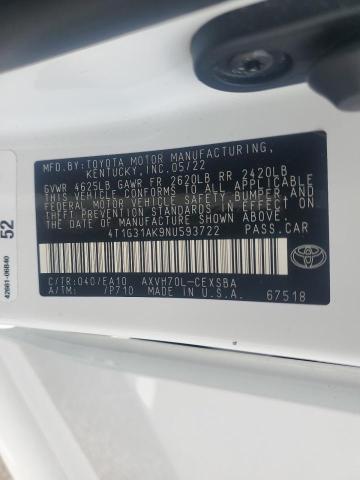 MFD.BY:TOYOTA MOTOR MANUFACTURING,
KENTUCKY, INC. 05/22
GVWR 4625LB GAWR FR 2620LB RR 2420LB
THIS VEHICLE CONFORMS TO ALL APPLICABLE
FEDERAL MOTOR VEHICLE SAFETY, BUMPER, AND
THEFT PREVENTION STANDARDS IN EFFECT
ON THE DATE OF MANUFACTURE SHOWN ABOVE.
4T1G31AK9NU593722 PASS.CAR
C/TR:040/EA10 AXVH70L-CEXSBA
A/TM: /P710 MADE IN U.S.A. 67518
TOYOTA
52
42661-06B40